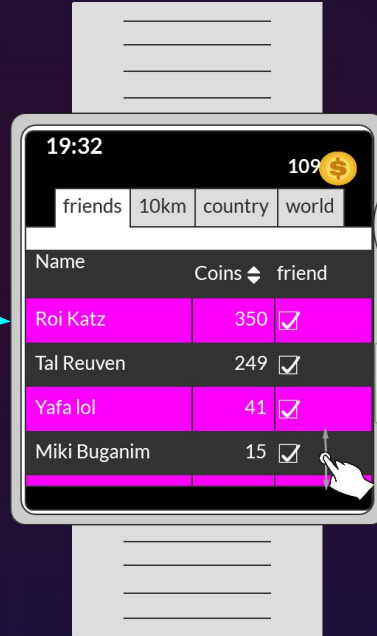 19:32
109
friends 10km country world
Name Coins friend
Roi Katz 350
Tal Reuven 249
Yafa lol 41
Miki Buganim 15